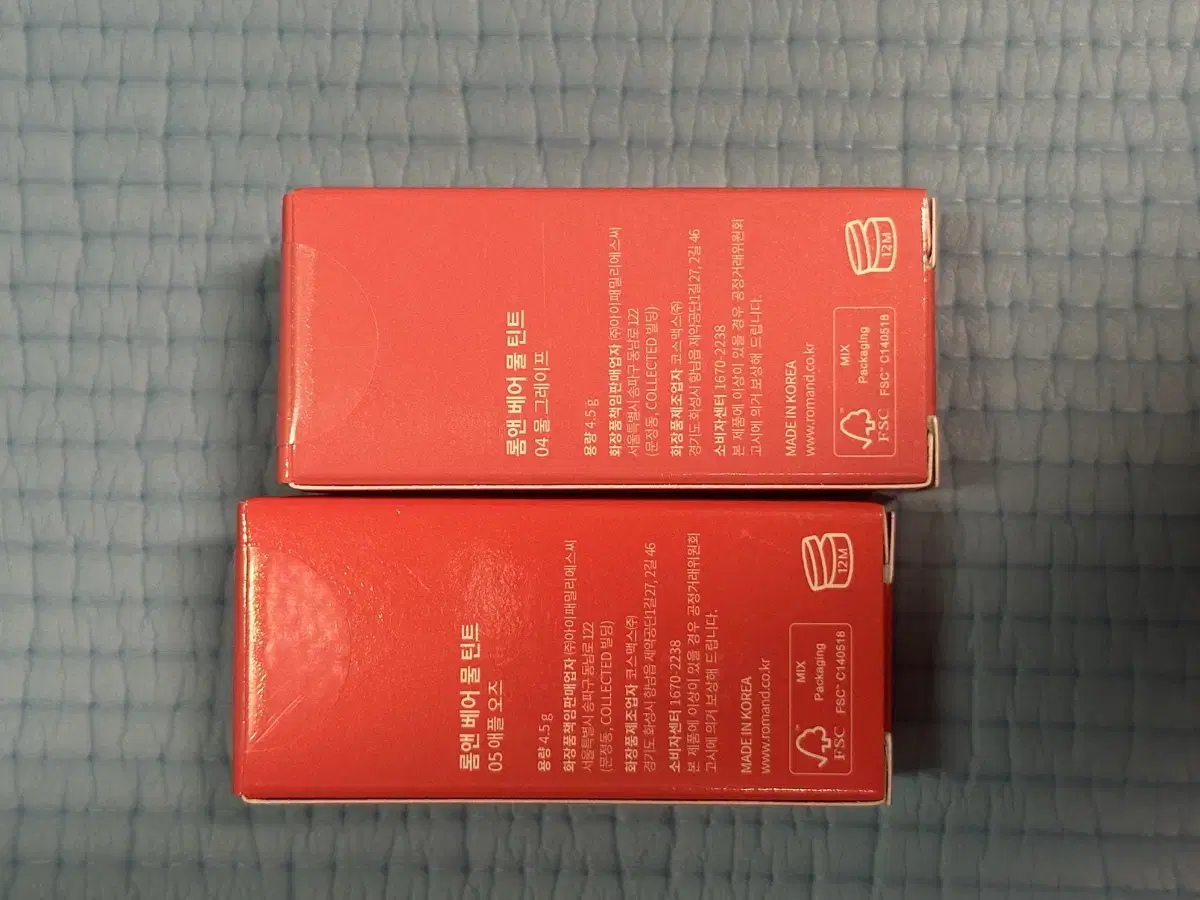 롬앤 베어 물 틴트
04 물 그레이프
용량 4.5 g
화장품책임판매업자 (주)아이패밀리에스씨
서울특별시 송파구 동남로 122
(문정동, COLLECTED 빌딩)
화장품제조업자 코스맥스(주)
경기도 화성시 향남읍 제약공단1길 27, 2길 46
소비자센터 1670-2238
본 제품에 이상이 있을 경우 공정거래위원회
고시에 의거 보상해 드립니다.
MADE IN KOREA
www.romand.co.kr
12M
FSC
MIX
Packaging
FSC™ C140518
롬앤 베어 물 틴트
05 애플 오즈
용량 4.5 g
화장품책임판매업자 (주)아이패밀리에스씨
서울특별시 송파구 동남로 122
(문정동, COLLECTED 빌딩)
화장품제조업자 코스맥스(주)
경기도 화성시 향남읍 제약공단1길 27, 2길 46
소비자센터 1670-2238
본 제품에 이상이 있을 경우 공정거래위원회
고시에 의거 보상해 드립니다.
MADE IN KOREA
www.romand.co.kr
12M
FSC
MIX
Packaging
FSC™ C140518